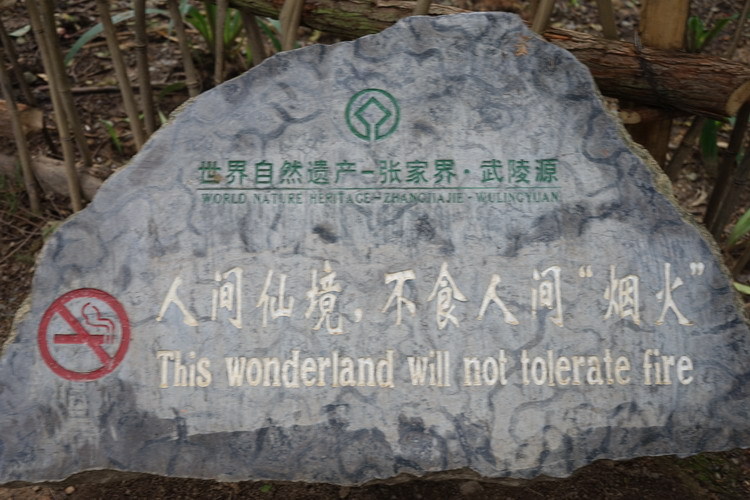 世界自然遗产-张家界·武陵源
WORLD NATURE HERITAGE-ZHANGJIAJIE-WULINGYUAN
人间仙境,不食人间“烟火”
This wonderland will not tolerate fire